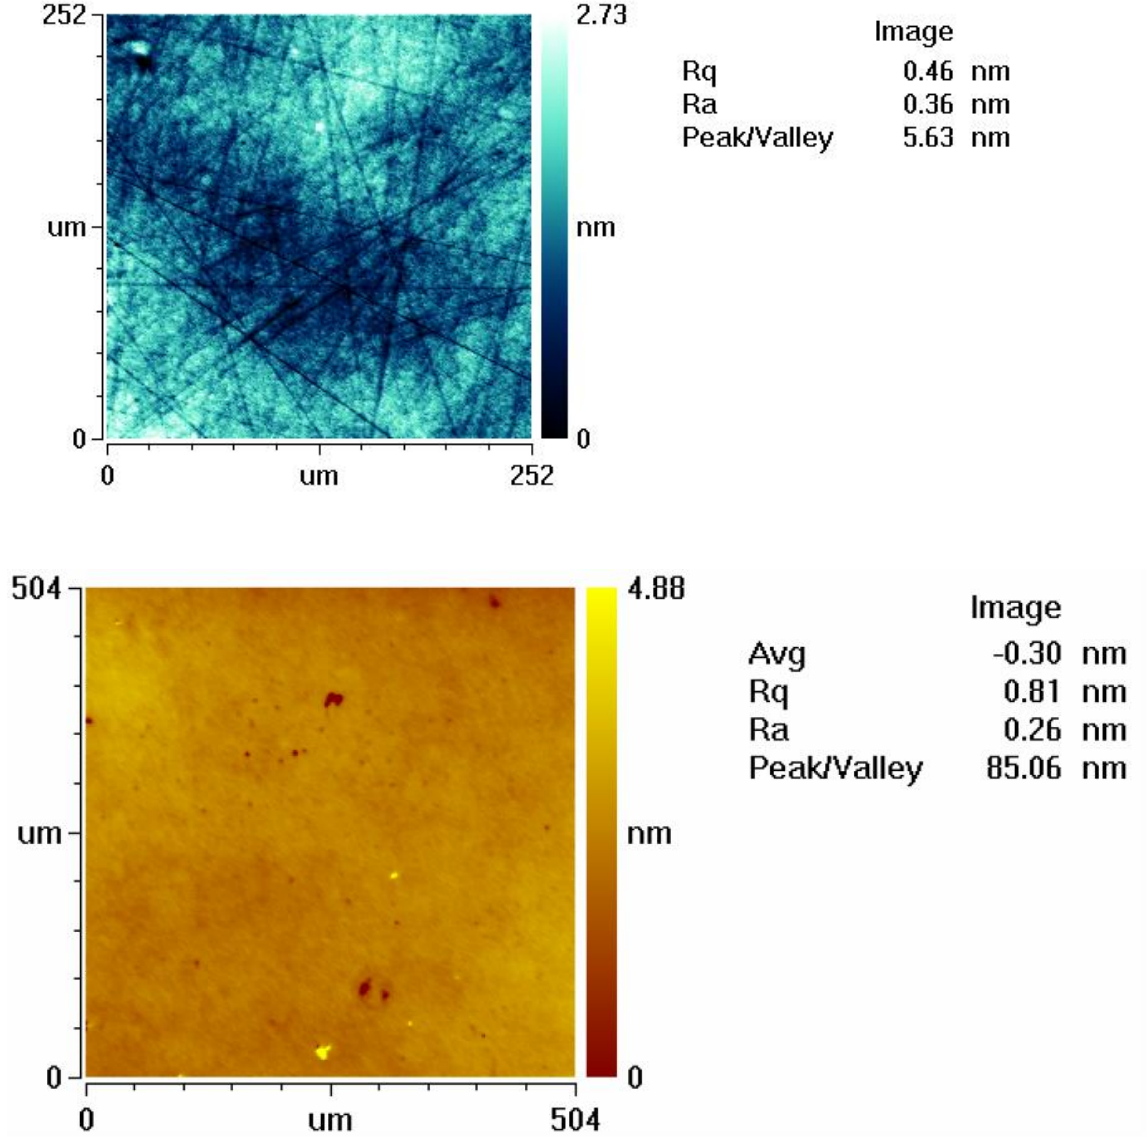 252
2.73
Image
Rq 0.46 nm
Ra 0.36 nm
Peak/Valley 5.63 nm
um
nm
0
0
0
um
252
504
4.88
Image
Avg -0.30 nm
Rq 0.81 nm
Ra 0.26 nm
Peak/Valley 85.06 nm
um
nm
0
0
0
um
504